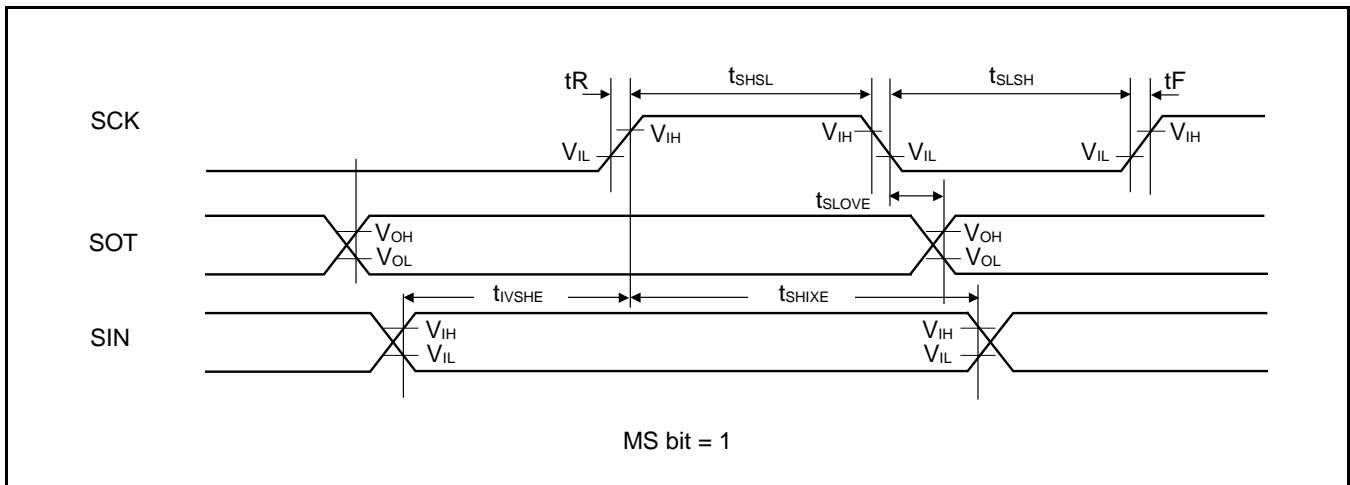 tR tSHSL tSLSH tF
SCK
VIH VIH VIH
VIL VIL VIL
tSLOVE
SOT
VOH VOH
VOL VOL
tIVSHE tSHIXE
SIN
VIH VIH
VIL VIL
MS bit = 1